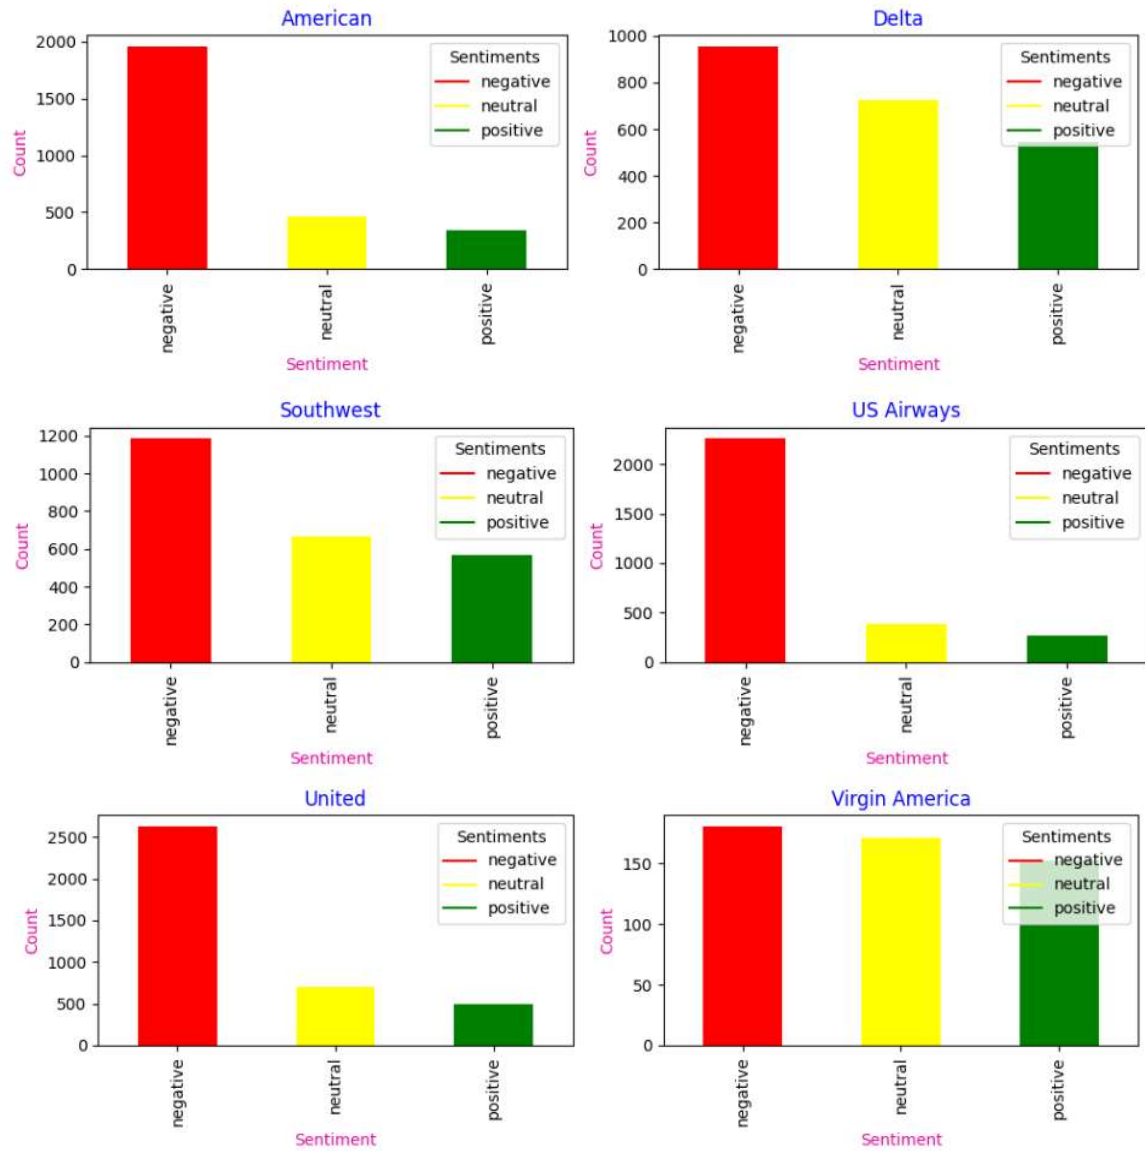 American
2000
1500
1000
500
0
Count
negative
neutral
positive
Sentiment
Sentiments
negative
neutral
positive
Delta
1000
800
600
400
200
0
Count
negative
neutral
positive
Sentiment
Sentiments
negative
neutral
positive
Southwest
1200
1000
800
600
400
200
0
Count
negative
neutral
positive
Sentiment
Sentiments
negative
neutral
positive
US Airways
2000
1500
1000
500
0
Count
negative
neutral
positive
Sentiment
Sentiments
negative
neutral
positive
United
2500
2000
1500
1000
500
0
Count
negative
neutral
positive
Sentiment
Sentiments
negative
neutral
positive
Virgin America
150
100
50
0
Count
negative
neutral
positive
Sentiment
Sentiments
negative
neutral
positive